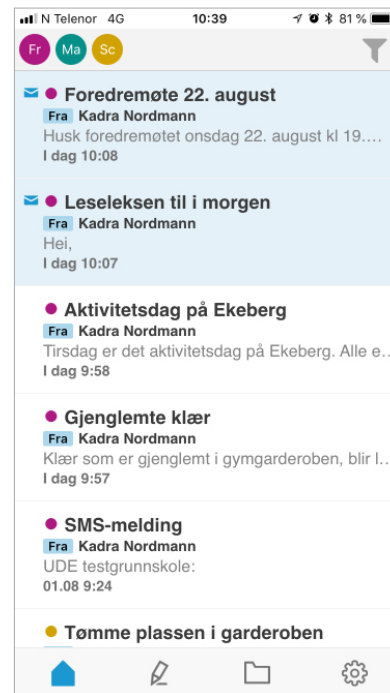 N Telenor 4G 10:39 81 %
Fr Ma Sc
Foredremøte 22. august
Fra Kadra Nordmann
Husk foredremøtet onsdag 22. august kl 19....
I dag 10:08
Leseleksen til i morgen
Fra Kadra Nordmann
Hei,
I dag 10:07
Aktivitetsdag på Ekeberg
Fra Kadra Nordmann
Tirsdag er det aktivitetsdag på Ekeberg. Alle e...
I dag 9:58
Gjenglemte klær
Fra Kadra Nordmann
Klær som er gjenglemt i gymgarderoben, blir l...
I dag 9:57
SMS-melding
Fra Kadra Nordmann
UDE testgrunnskole:
01.08 9:24
Tømme plassen i garderoben